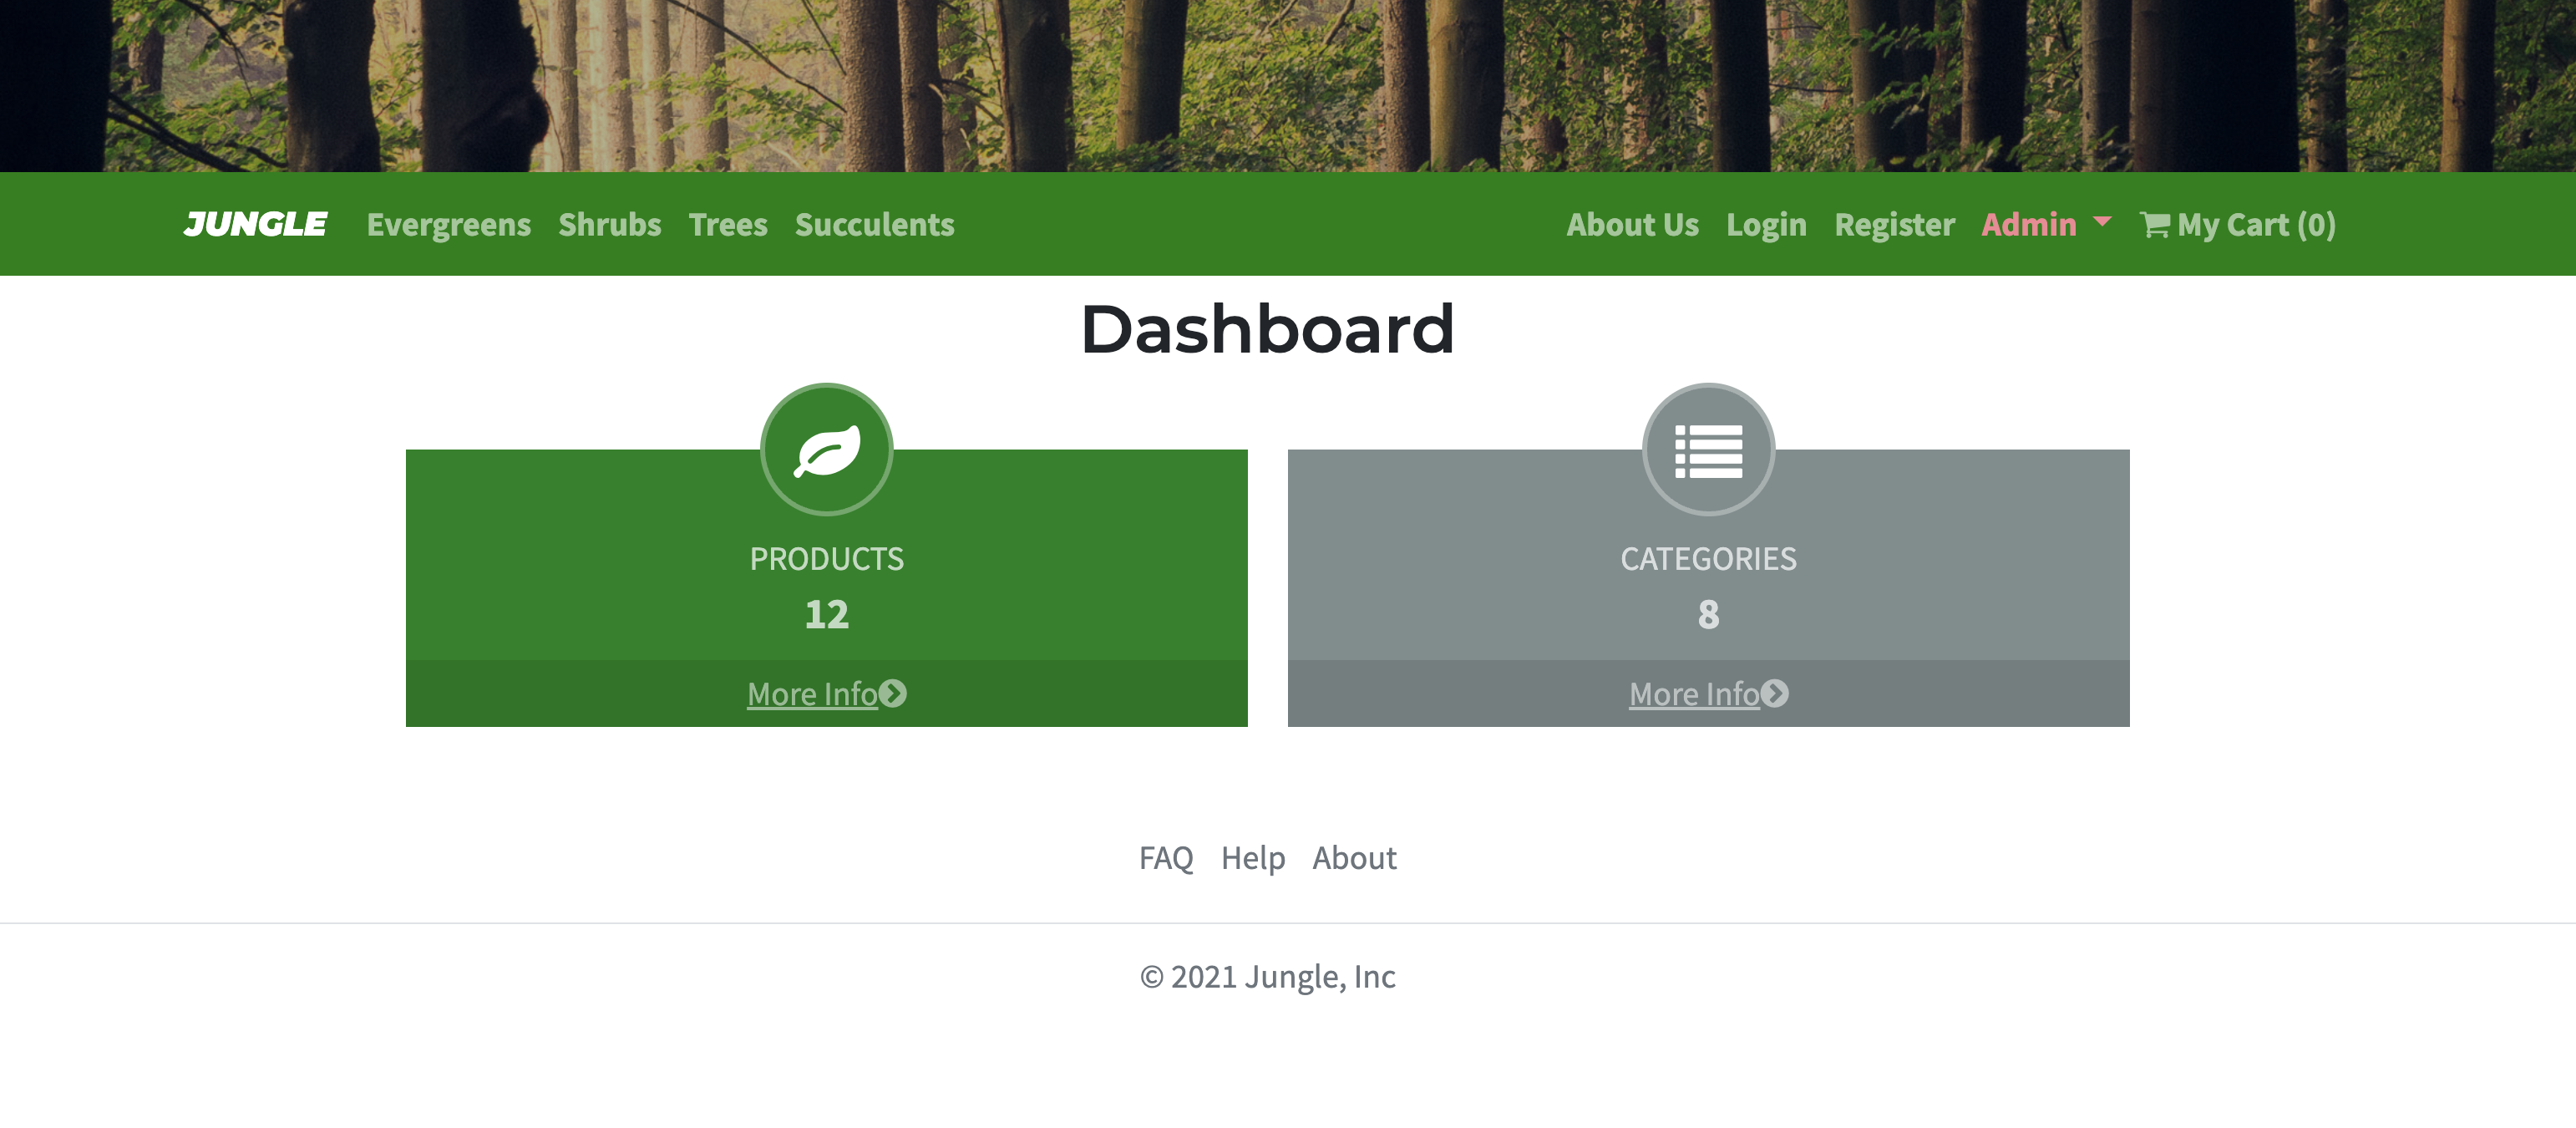 JUNGLE Evergreens Shrubs Trees Succulents About Us Login Register Admin My Cart (0)
Dashboard
PRODUCTS
12
More Info
CATEGORIES
8
More Info
FAQ Help About
© 2021 Jungle, Inc